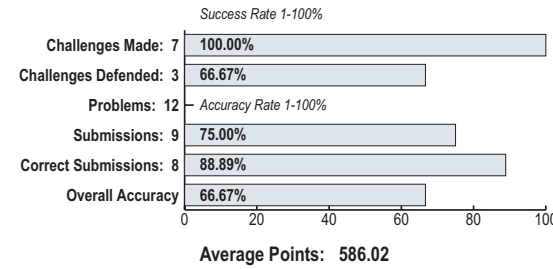 Success Rate 1-100%
Challenges Made: 7 100.00%
Challenges Defended: 3 66.67%
Problems: 12 Accuracy Rate 1-100%
Submissions: 9 75.00%
Correct Submissions: 8 88.89%
Overall Accuracy 66.67%
0 20 40 60 80 100
Average Points: 586.02